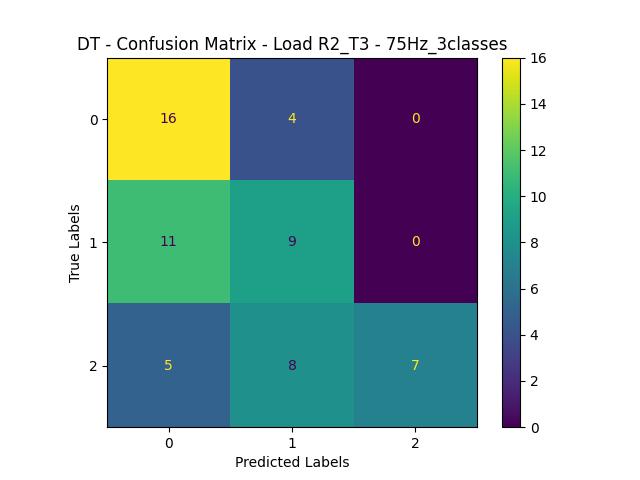 DT - Confusion Matrix - Load R2_T3 - 75Hz_3classes
True Labels
0 16 4 0
1 11 9 0
2 5 8 7
0 1 2
Predicted Labels
16
14
12
10
8
6
4
2
0